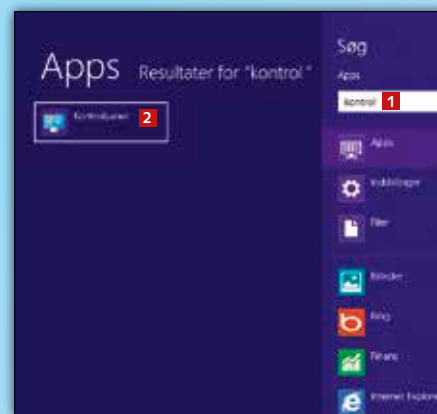 Apps Resultater for "kontrol"
Kontrolpanel 2
Søg
Apps
kontrol 1
Apps
Indstillinger
Filer
Billeder
Bing
Finans
Internet Explorer